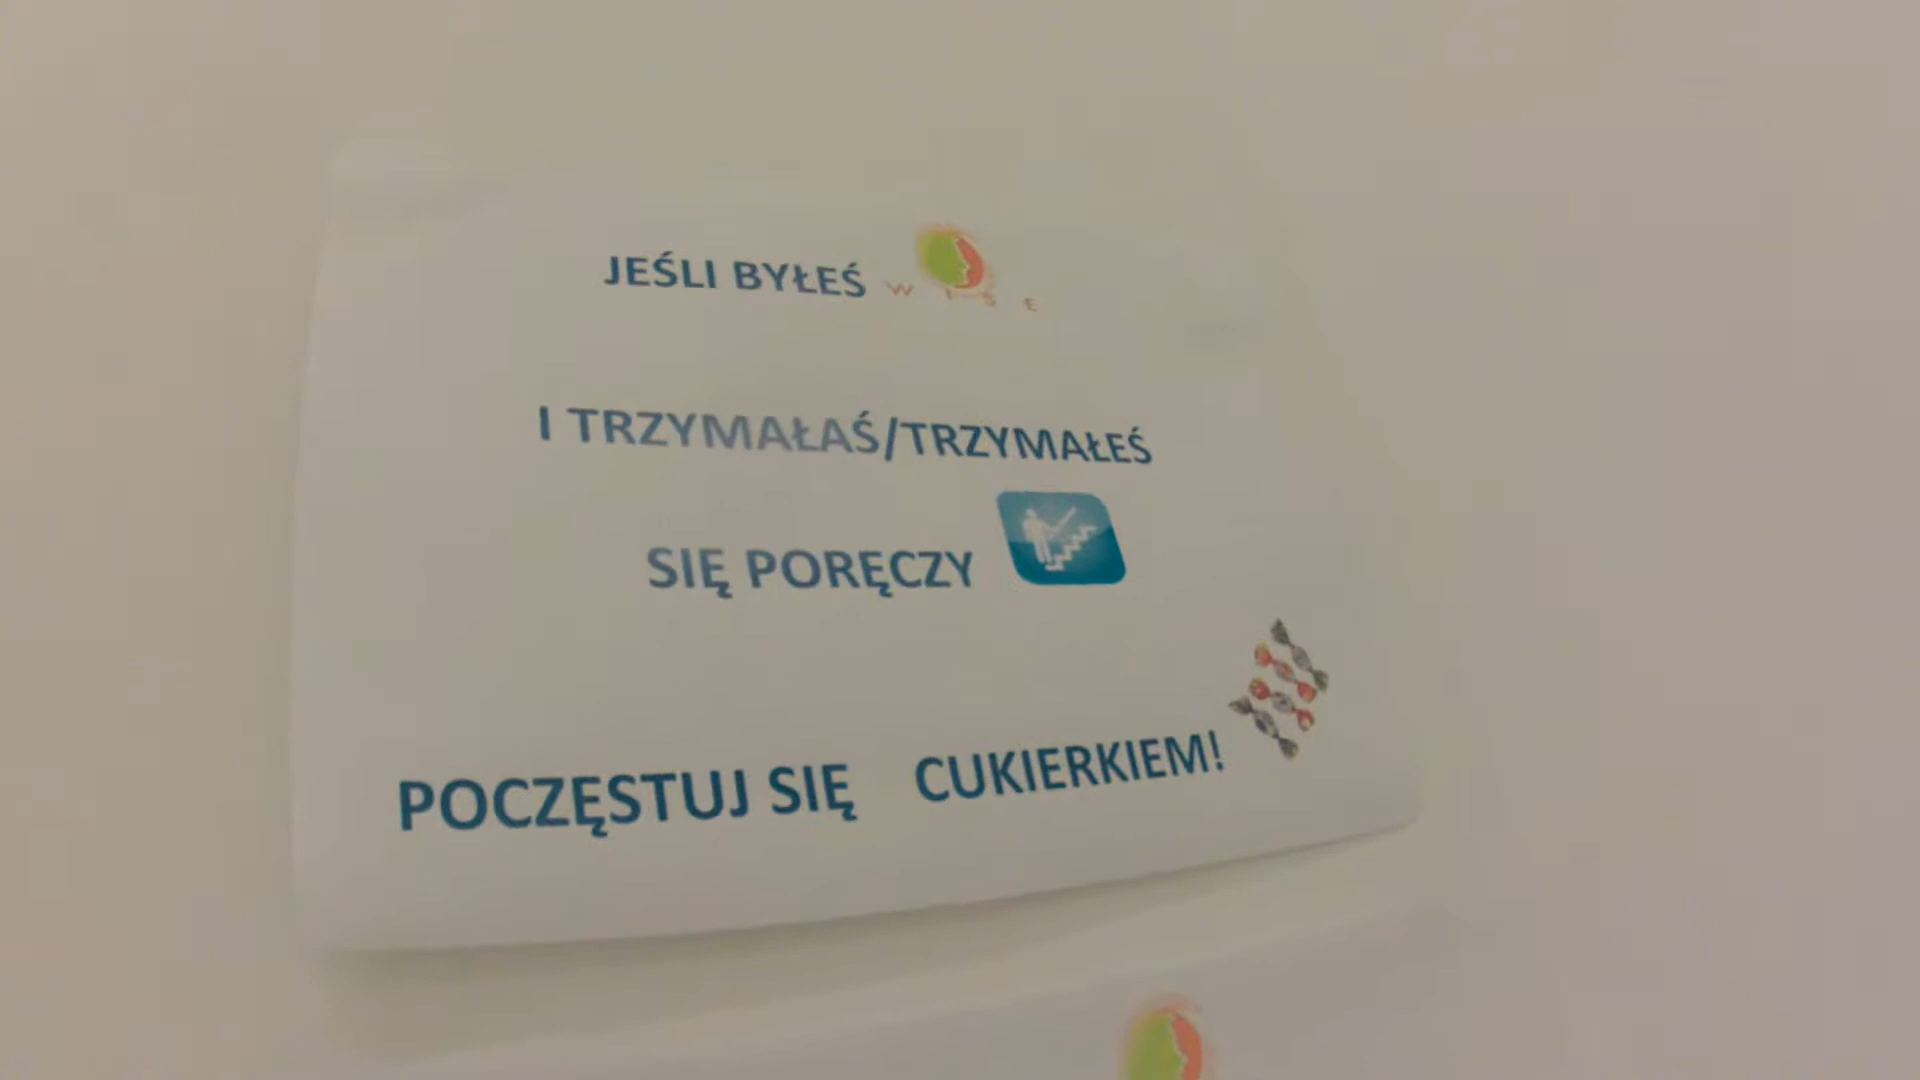 JEŚLI BYŁEŚ W I S E
I TRZYMAŁAŚ/TRZYMAŁEŚ
SIĘ PORĘCZY
POCZĘSTUJ SIĘ CUKIERKIEM!